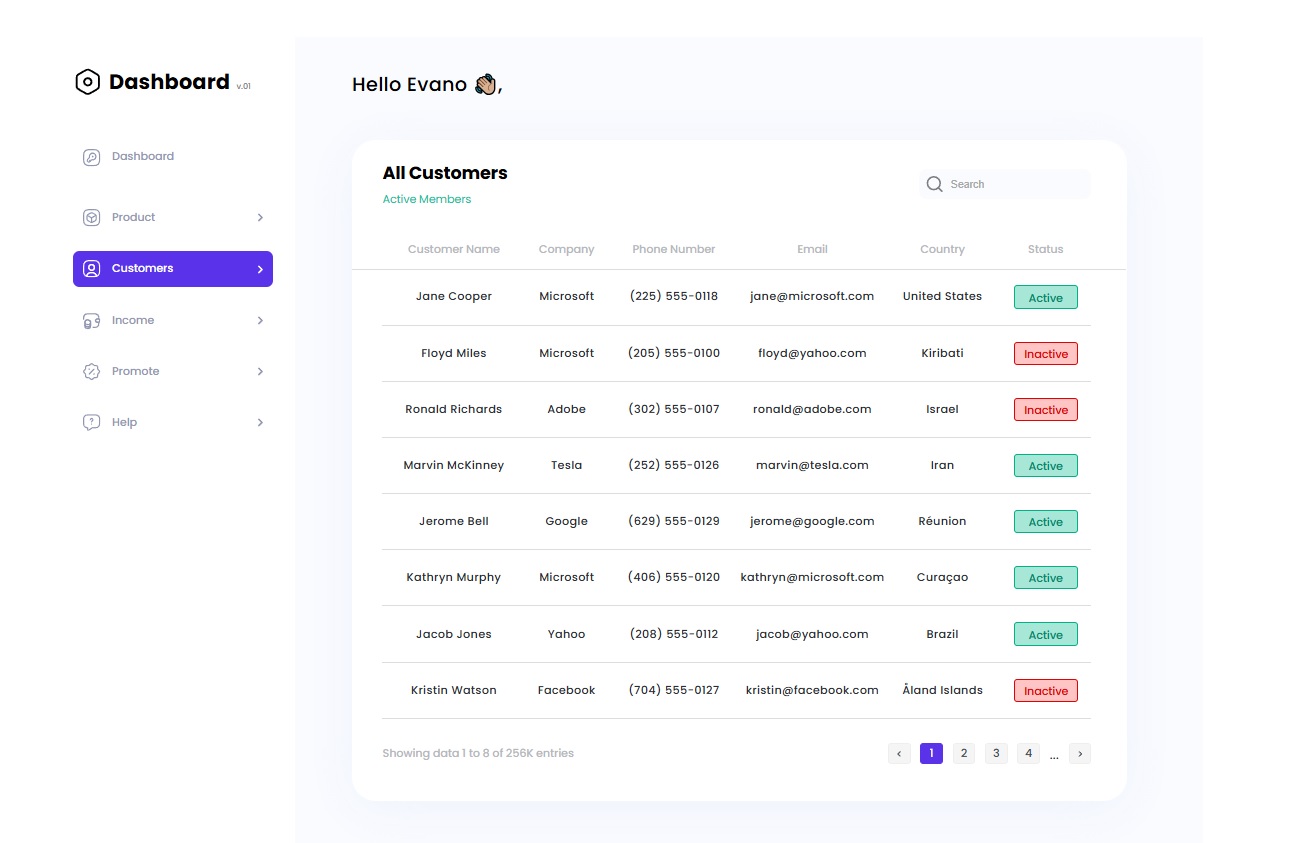 Dashboard v.01
Dashboard
Product
Customers
Income
Promote
Help
Hello Evano 👋🏽,
All Customers
Active Members
Search
Customer Name Company Phone Number Email Country Status
Jane Cooper Microsoft (225) 555-0118 jane@microsoft.com United States Active
Floyd Miles Microsoft (205) 555-0100 floyd@yahoo.com Kiribati Inactive
Ronald Richards Adobe (302) 555-0107 ronald@adobe.com Israel Inactive
Marvin McKinney Tesla (252) 555-0126 marvin@tesla.com Iran Active
Jerome Bell Google (629) 555-0129 jerome@google.com Réunion Active
Kathryn Murphy Microsoft (406) 555-0120 kathryn@microsoft.com Curaçao Active
Jacob Jones Yahoo (208) 555-0112 jacob@yahoo.com Brazil Active
Kristin Watson Facebook (704) 555-0127 kristin@facebook.com Åland Islands Inactive
Showing data 1 to 8 of 256K entries
‹ 1 2 3 4 ... ›